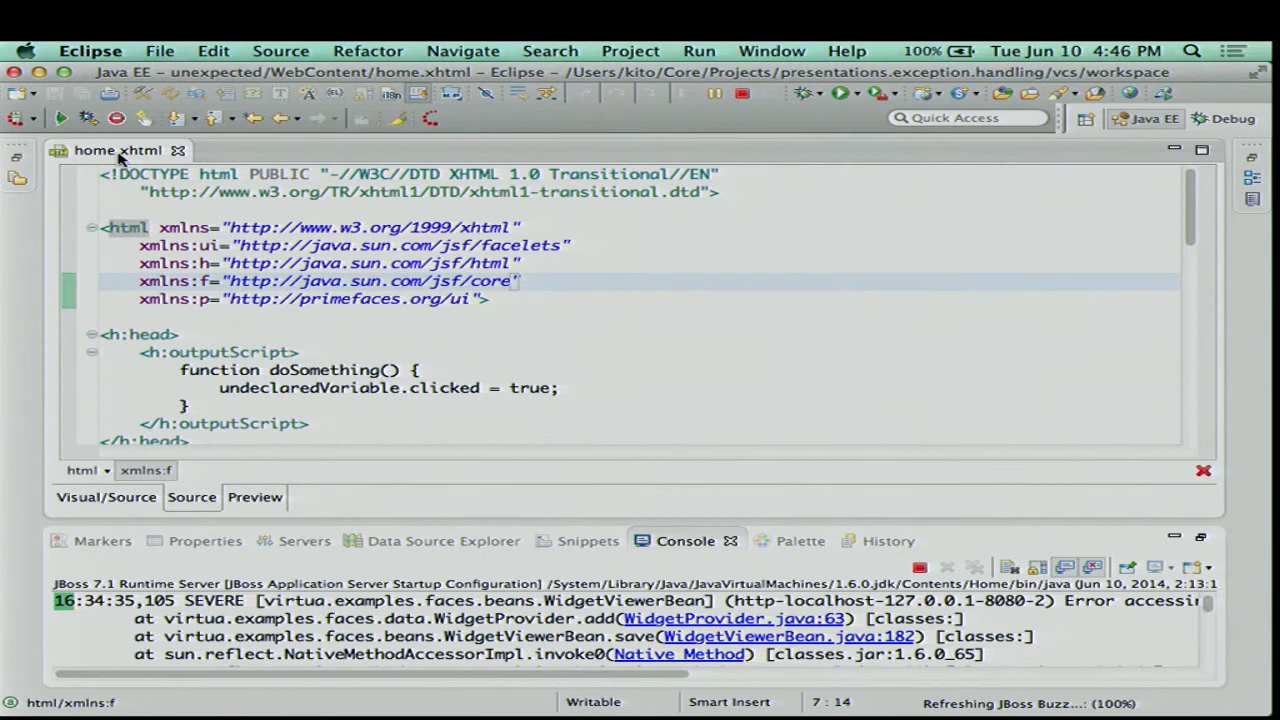 Eclipse File Edit Source Refactor Navigate Search Project Run Window Help 100% Tue Jun 10 4:46 PM
Java EE - unexpected/WebContent/home.xhtml - Eclipse - /Users/kito/Core/Projects/presentations.exception.handling/vcs/workspace
Quick Access Java EE Debug
home.xhtml
<!DOCTYPE html PUBLIC "-//W3C//DTD XHTML 1.0 Transitional//EN"
"http://www.w3.org/TR/xhtml1/DTD/xhtml1-transitional.dtd">
<html xmlns="http://www.w3.org/1999/xhtml"
xmlns:ui="http://java.sun.com/jsf/facelets"
xmlns:h="http://java.sun.com/jsf/html"
xmlns:f="http://java.sun.com/jsf/core"
xmlns:p="http://primefaces.org/ui">
<h:head>
<h:outputScript>
function doSomething() {
undeclaredVariable.clicked = true;
}
</h:outputScript>
</h:head>
html xmlns:f
Visual/Source Source Preview
Markers Properties Servers Data Source Explorer Snippets Console Palette History
JBoss 7.1 Runtime Server [JBoss Application Server Startup Configuration] /System/Library/Java/JavaVirtualMachines/1.6.0.jdk/Contents/Home/bin/java (Jun 10, 2014, 2:13:1
16:34:35,105 SEVERE [virtua.examples.faces.beans.WidgetViewerBean] (http-localhost-127.0.0.1-8080-2) Error accessin
at virtua.examples.faces.data.WidgetProvider.add(WidgetProvider.java:63) [classes:]
at virtua.examples.faces.beans.WidgetViewerBean.save(WidgetViewerBean.java:182) [classes:]
at sun.reflect.NativeMethodAccessorImpl.invoke0(Native Method) [classes.jar:1.6.0_65]
html/xmlns:f Writable Smart Insert 7 : 14 Refreshing JBoss Buzz...: (100%)